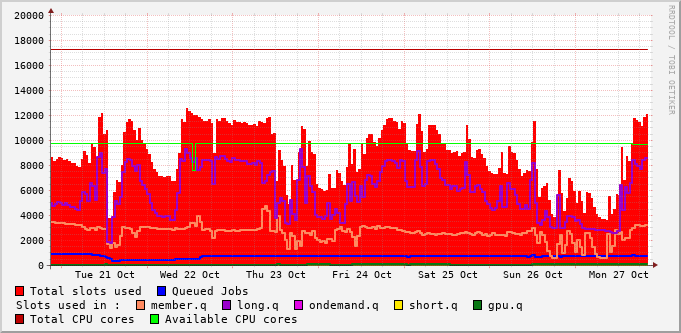 20000
18000
16000
14000
12000
10000
8000
6000
4000
2000
0
Tue 21 Oct Wed 22 Oct Thu 23 Oct Fri 24 Oct Sat 25 Oct Sun 26 Oct Mon 27 Oct
Total slots used Queued Jobs
Slots used in : member.q long.q ondemand.q short.q gpu.q
Total CPU cores Available CPU cores
RRDTOOL / TOBI OETIKER